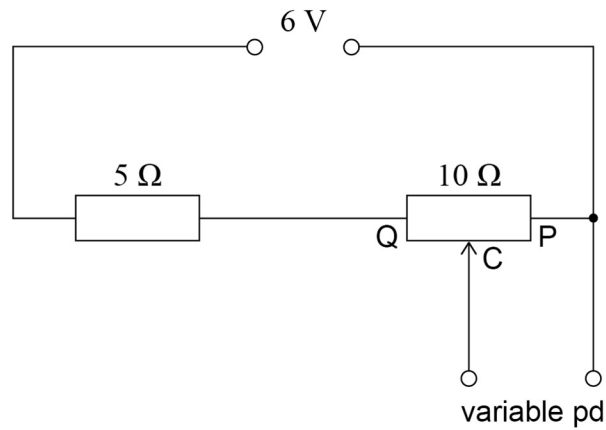 6 V
5 Ω
10 Ω
Q
P
C
variable pd